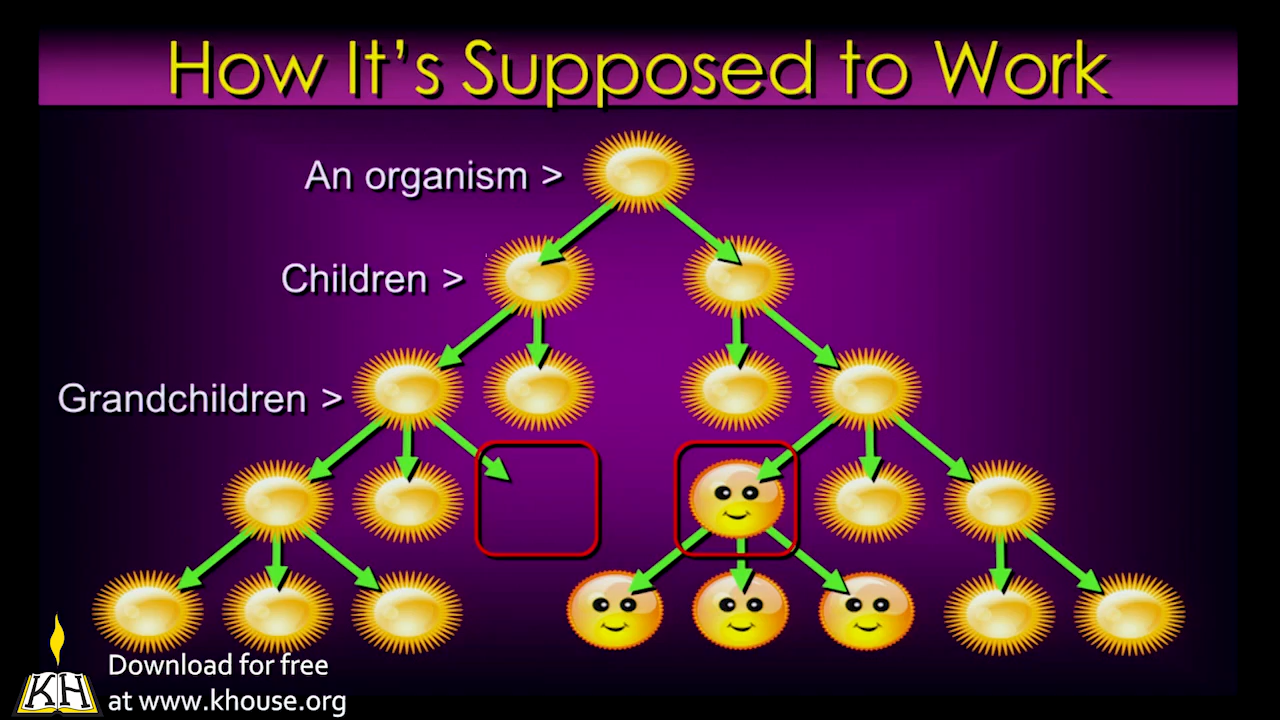 How It's Supposed to Work
An organism >
Children >
Grandchildren >
KH
Download for free
at www.khouse.org